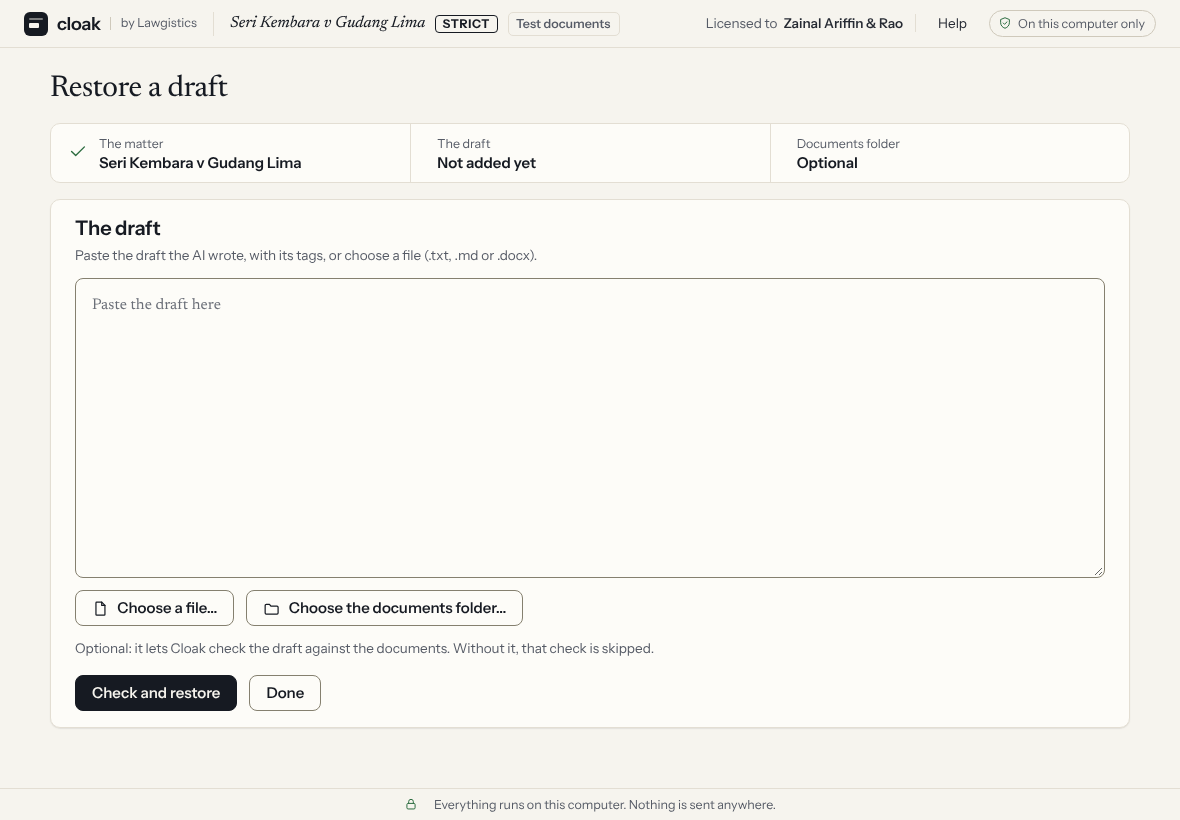 cloak by Lawgistics Seri Kembara v Gudang Lima STRICT Test documents Licensed to Zainal Ariffin & Rao Help On this computer only
Restore a draft
The matter
Seri Kembara v Gudang Lima
The draft
Not added yet
Documents folder
Optional
The draft
Paste the draft the AI wrote, with its tags, or choose a file (.txt, .md or .docx).
Paste the draft here
Choose a file... Choose the documents folder...
Optional: it lets Cloak check the draft against the documents. Without it, that check is skipped.
Check and restore Done
Everything runs on this computer. Nothing is sent anywhere.